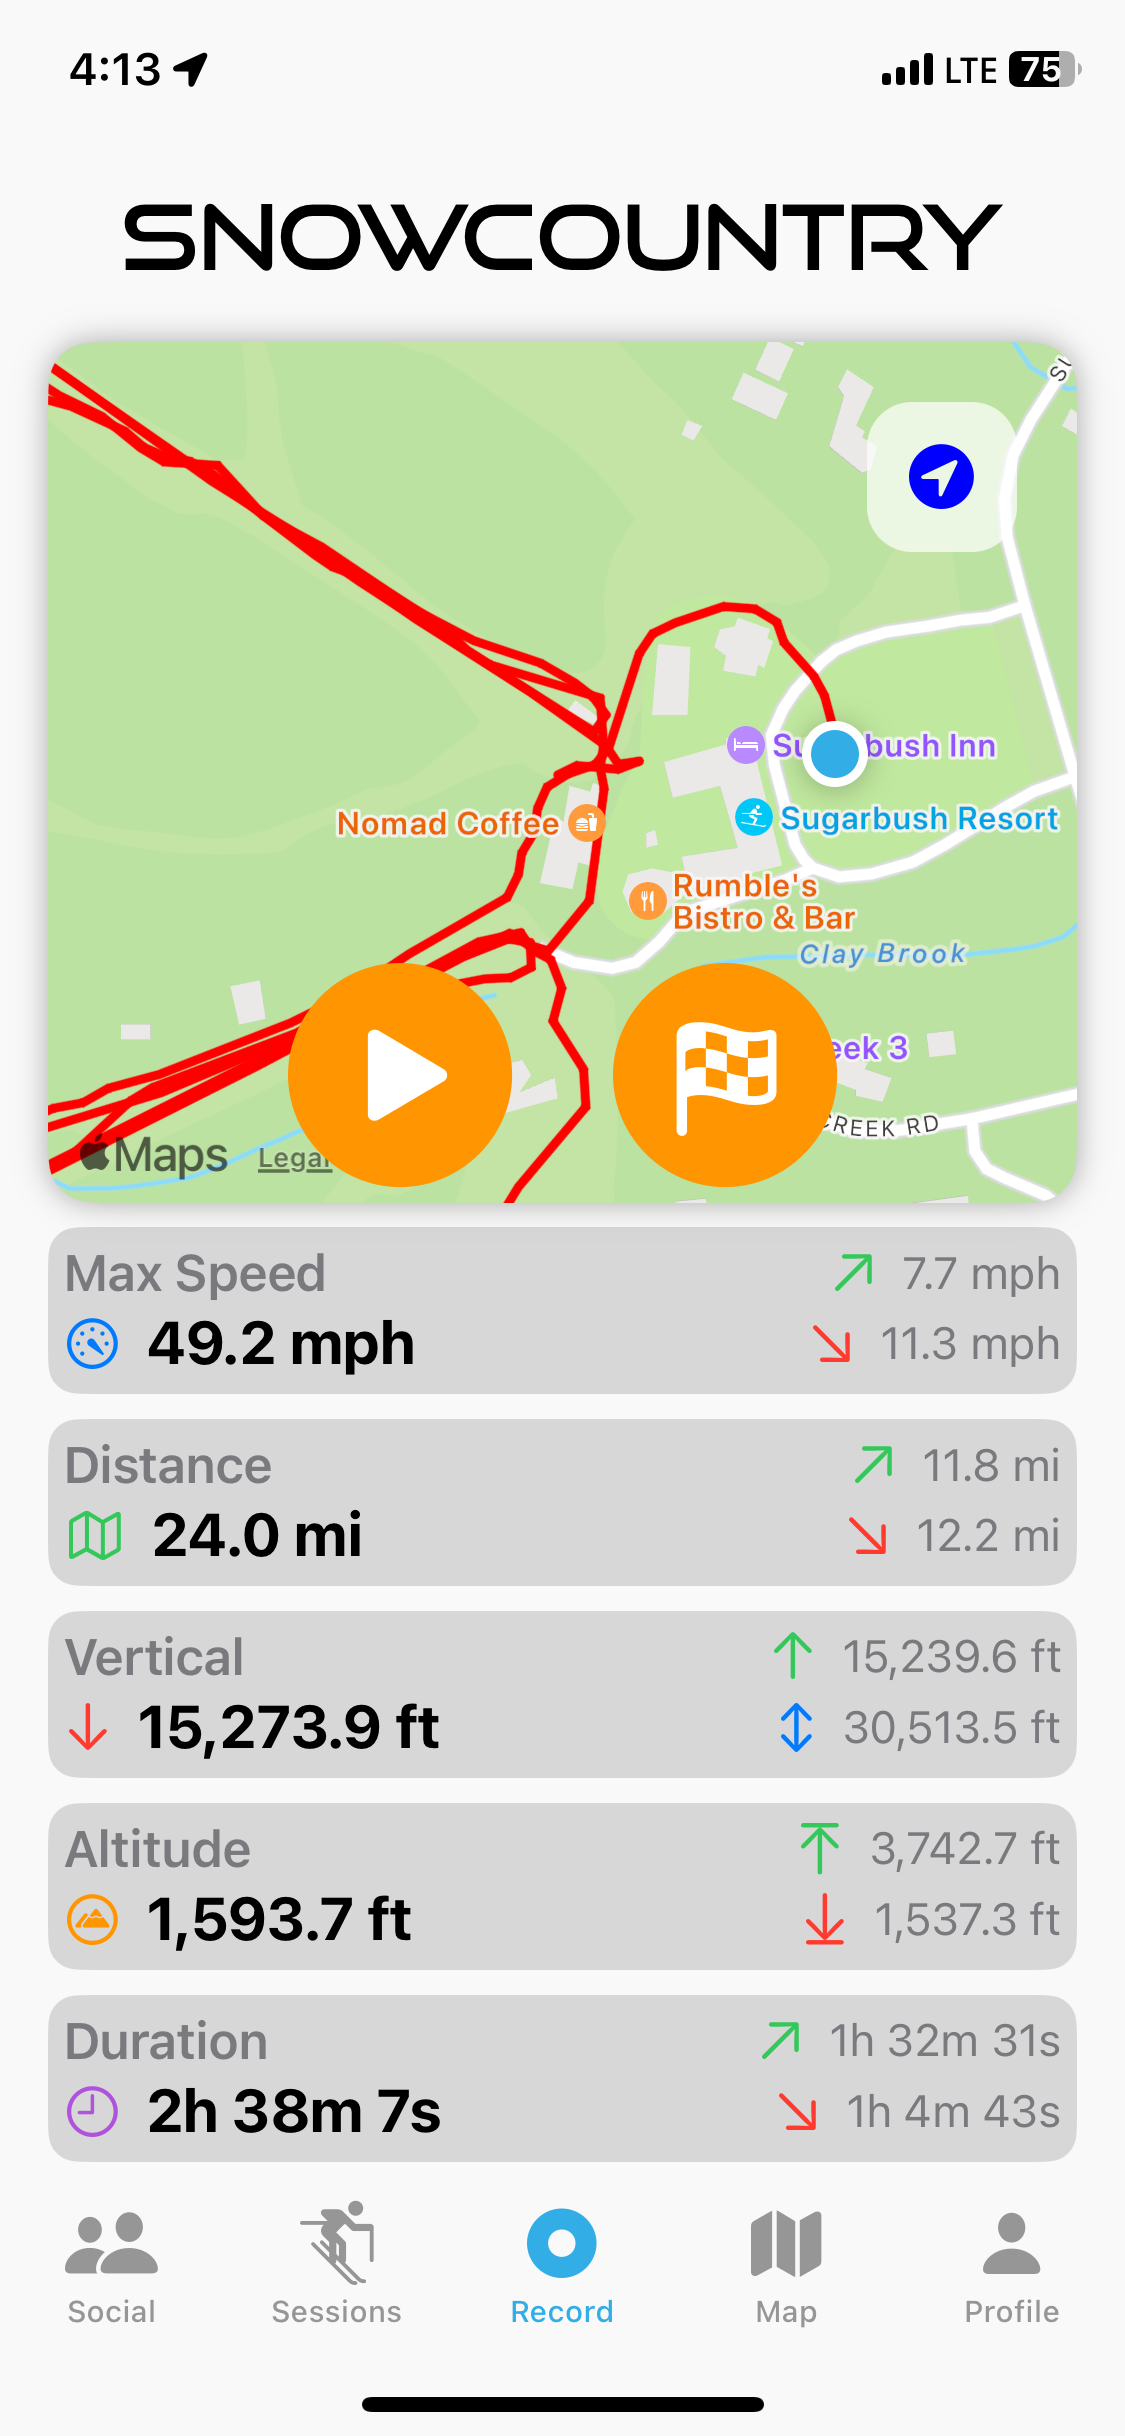 4:13
LTE 75
SNOWCOUNTRY
Sugarbush Resort
Nomad Coffee
Rumble's
Bistro & Bar
Clay Brook
eek 3
CREEK RD
Maps Legal
Max Speed
7.7 mph
49.2 mph
11.3 mph
Distance
11.8 mi
24.0 mi
12.2 mi
Vertical
15,239.6 ft
15,273.9 ft
30,513.5 ft
Altitude
3,742.7 ft
1,593.7 ft
1,537.3 ft
Duration
1h 32m 31s
2h 38m 7s
1h 4m 43s
Social
Sessions
Record
Map
Profile